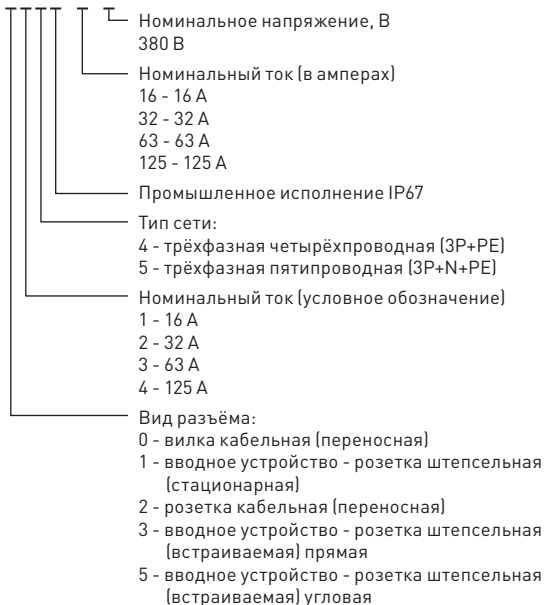 Номинальное напряжение, В
380 В
Номинальный ток (в амперах)
16 - 16 А
32 - 32 А
63 - 63 А
125 - 125 А
Промышленное исполнение IP67
Тип сети:
4 - трёхфазная четырёхпроводная (3P+PE)
5 - трёхфазная пятипроводная (3P+N+PE)
Номинальный ток (условное обозначение)
1 - 16 А
2 - 32 А
3 - 63 А
4 - 125 А
Вид разъёма:
0 - вилка кабельная (переносная)
1 - вводное устройство - розетка штепсельная
(стационарная)
2 - розетка кабельная (переносная)
3 - вводное устройство - розетка штепсельная
(встраиваемая) прямая
5 - вводное устройство - розетка штепсельная
(встраиваемая) угловая